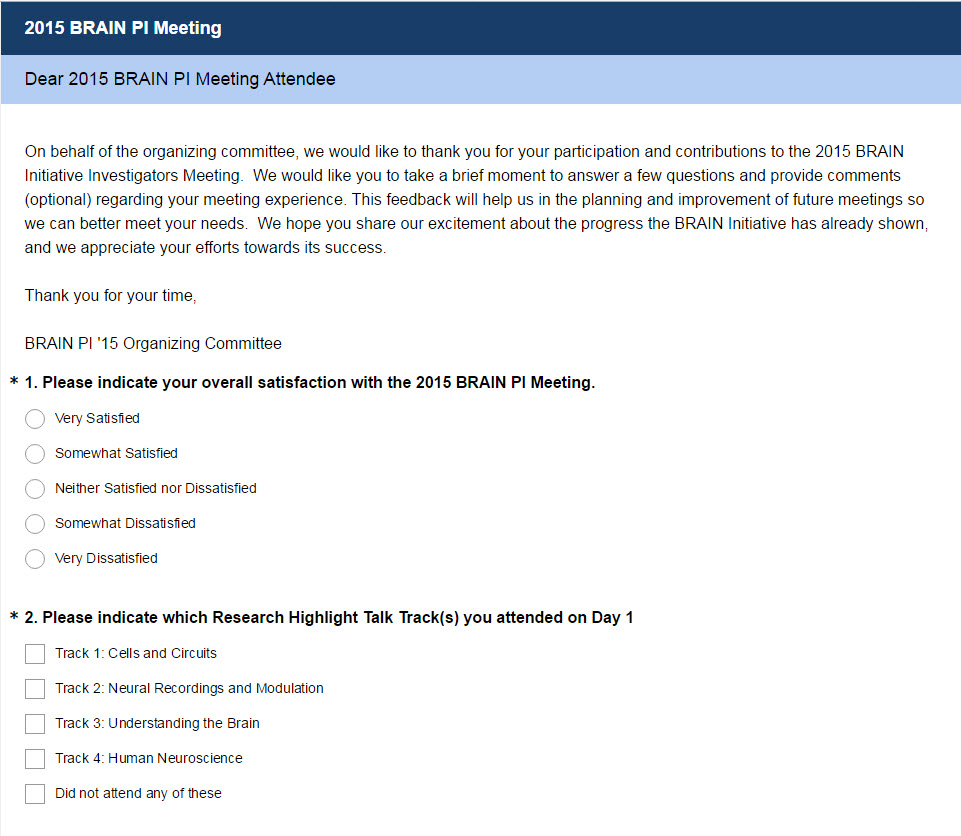 2015 BRAIN PI Meeting
Dear 2015 BRAIN PI Meeting Attendee
On behalf of the organizing committee, we would like to thank you for your participation and contributions to the 2015 BRAIN
Initiative Investigators Meeting.  We would like you to take a brief moment to answer a few questions and provide comments
(optional) regarding your meeting experience. This feedback will help us in the planning and improvement of future meetings so
we can better meet your needs.  We hope you share our excitement about the progress the BRAIN Initiative has already shown,
and we appreciate your efforts towards its success.
Thank you for your time,
BRAIN PI '15 Organizing Committee
* 1. Please indicate your overall satisfaction with the 2015 BRAIN PI Meeting.
Very Satisfied
Somewhat Satisfied
Neither Satisfied nor Dissatisfied
Somewhat Dissatisfied
Very Dissatisfied
* 2. Please indicate which Research Highlight Talk Track(s) you attended on Day 1
Track 1: Cells and Circuits
Track 2: Neural Recordings and Modulation
Track 3: Understanding the Brain
Track 4: Human Neuroscience
Did not attend any of these